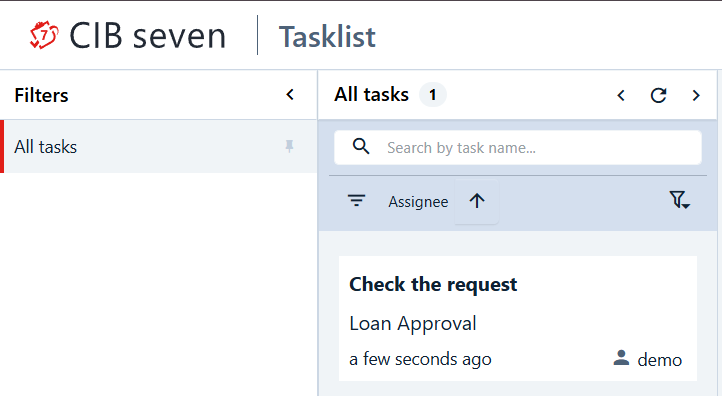 CIB seven
Tasklist
Filters
All tasks
All tasks 1
Search by task name...
Assignee
Check the request
Loan Approval
a few seconds ago
demo